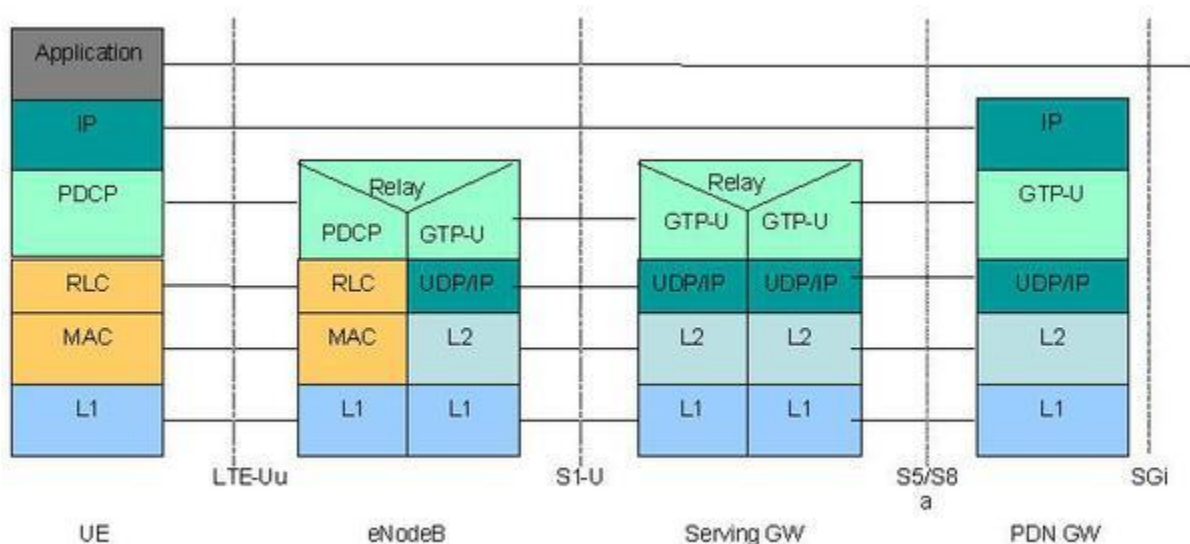 Application
IP
IP
PDCP
Relay
Relay
GTP-U
PDCP
GTP-U
GTP-U
GTP-U
RLC
RLC
UDP/IP
UDP/IP
UDP/IP
UDP/IP
MAC
MAC
L2
L2
L2
L2
L1
L1
L1
L1
L1
L1
LTE-Uu
S1-U
S5/S8
a
SGi
UE
eNodeB
Serving GW
PDN GW